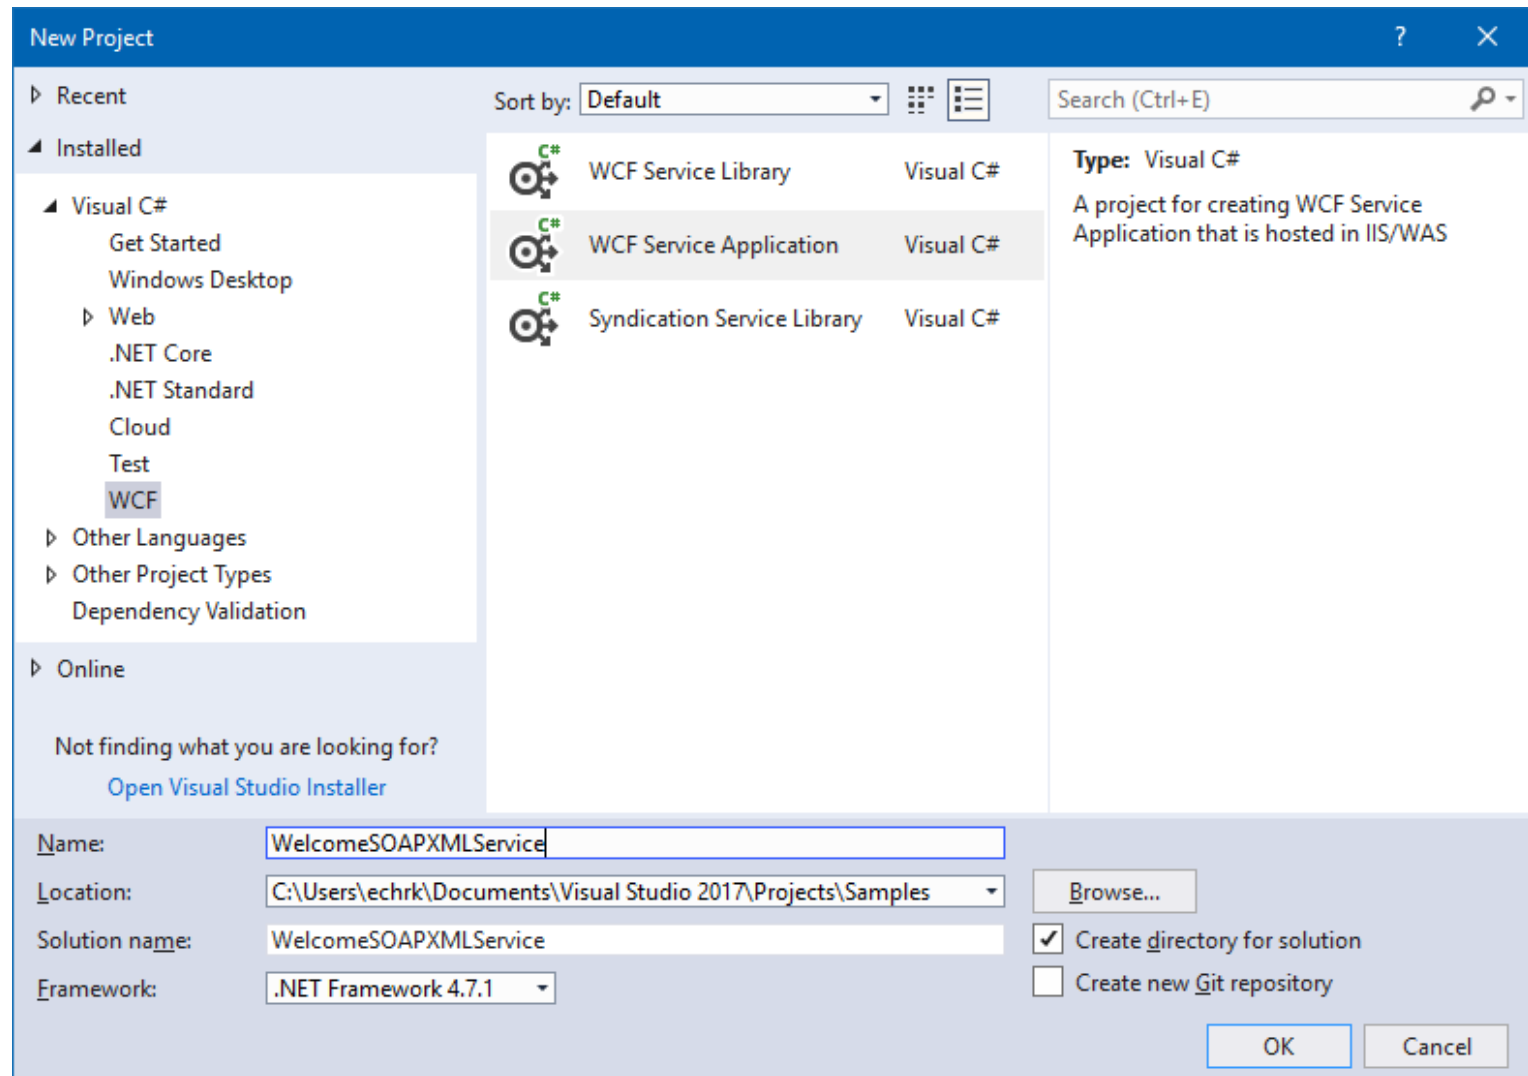 New Project
?
Recent
Installed
Visual C#
Get Started
Windows Desktop
Web
.NET Core
.NET Standard
Cloud
Test
WCF
Other Languages
Other Project Types
Dependency Validation
Online
Not finding what you are looking for?
Open Visual Studio Installer
Sort by: Default
C#
WCF Service Library Visual C#
C#
WCF Service Application Visual C#
C#
Syndication Service Library Visual C#
Search (Ctrl+E)
Type: Visual C#
A project for creating WCF Service
Application that is hosted in IIS/WAS
Name: WelcomeSOAPXMLService
Location: C:\Users\echrk\Documents\Visual Studio 2017\Projects\Samples Browse...
Solution name: WelcomeSOAPXMLService Create directory for solution
Framework: .NET Framework 4.7.1 Create new Git repository
OK Cancel